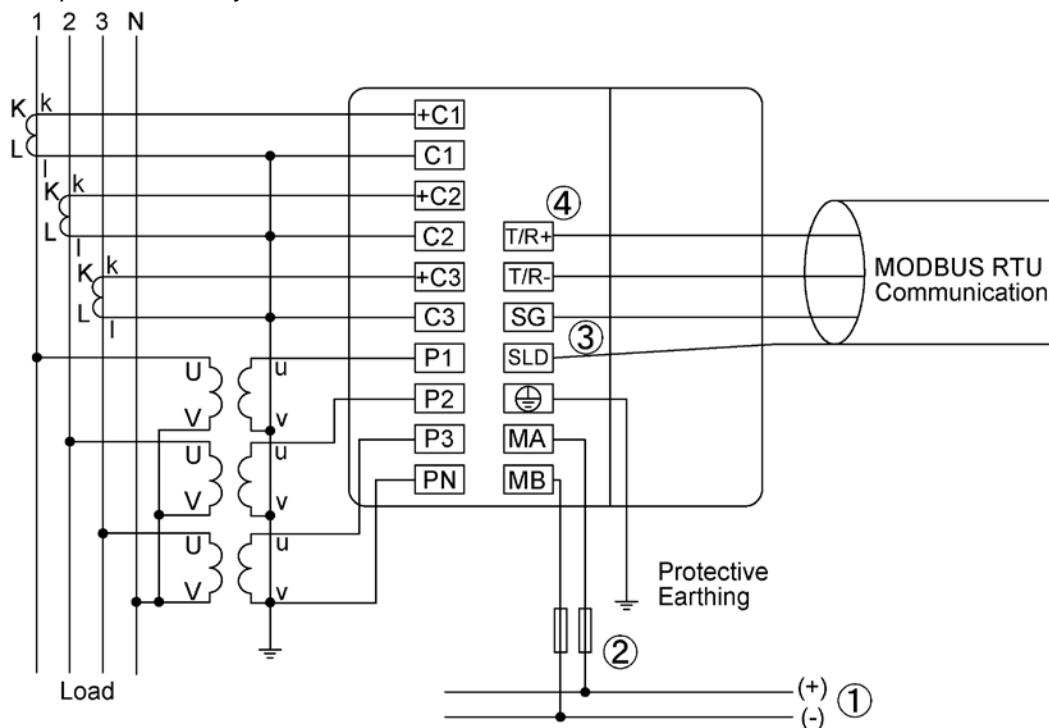 1 2 3 N
K k
+C1
L l
C1
K k
+C2
④
L l
C2
T/R+
K k
+C3
T/R-
MODBUS RTU
Communication
L l
C3
SG
③
U u
P1
SLD
V v
P2
U u
P3
MA
V v
PN
MB
U u
V v
Protective
Earthing
②
Load
(+) ①
(-)